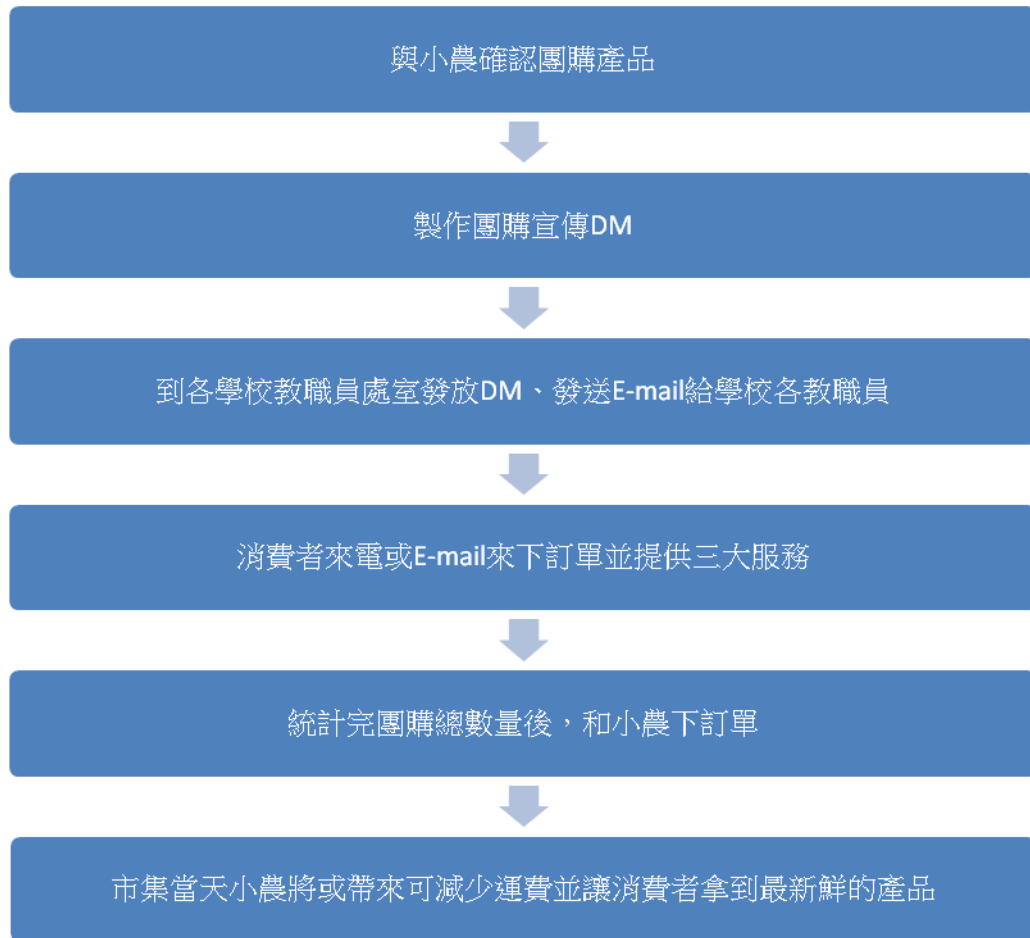 與小農確認團購產品
製作團購宣傳DM
到各學校教職員處室發放DM、發送E-mail給學校各教職員
消費者來電或E-mail來下訂單並提供三大服務
統計完團購總數量後，和小農下訂單
市集當天小農將或帶來可減少運費並讓消費者拿到最新鮮的產品